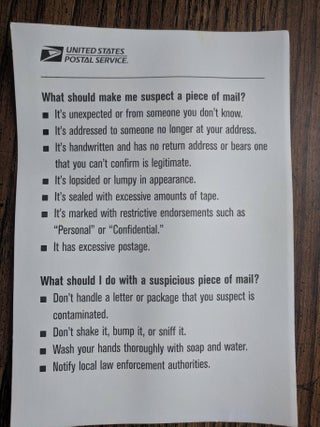 UNITED STATES
POSTAL SERVICE.
What should make me suspect a piece of mail?
■ It's unexpected or from someone you don't know.
■ It's addressed to someone no longer at your address.
■ It's handwritten and has no return address or bears one
that you can't confirm is legitimate.
■ It's lopsided or lumpy in appearance.
■ It's sealed with excessive amounts of tape.
■ It's marked with restrictive endorsements such as
“Personal” or “Confidential.”
■ It has excessive postage.
What should I do with a suspicious piece of mail?
■ Don't handle a letter or package that you suspect is
contaminated.
■ Don't shake it, bump it, or sniff it.
■ Wash your hands thoroughly with soap and water.
■ Notify local law enforcement authorities.